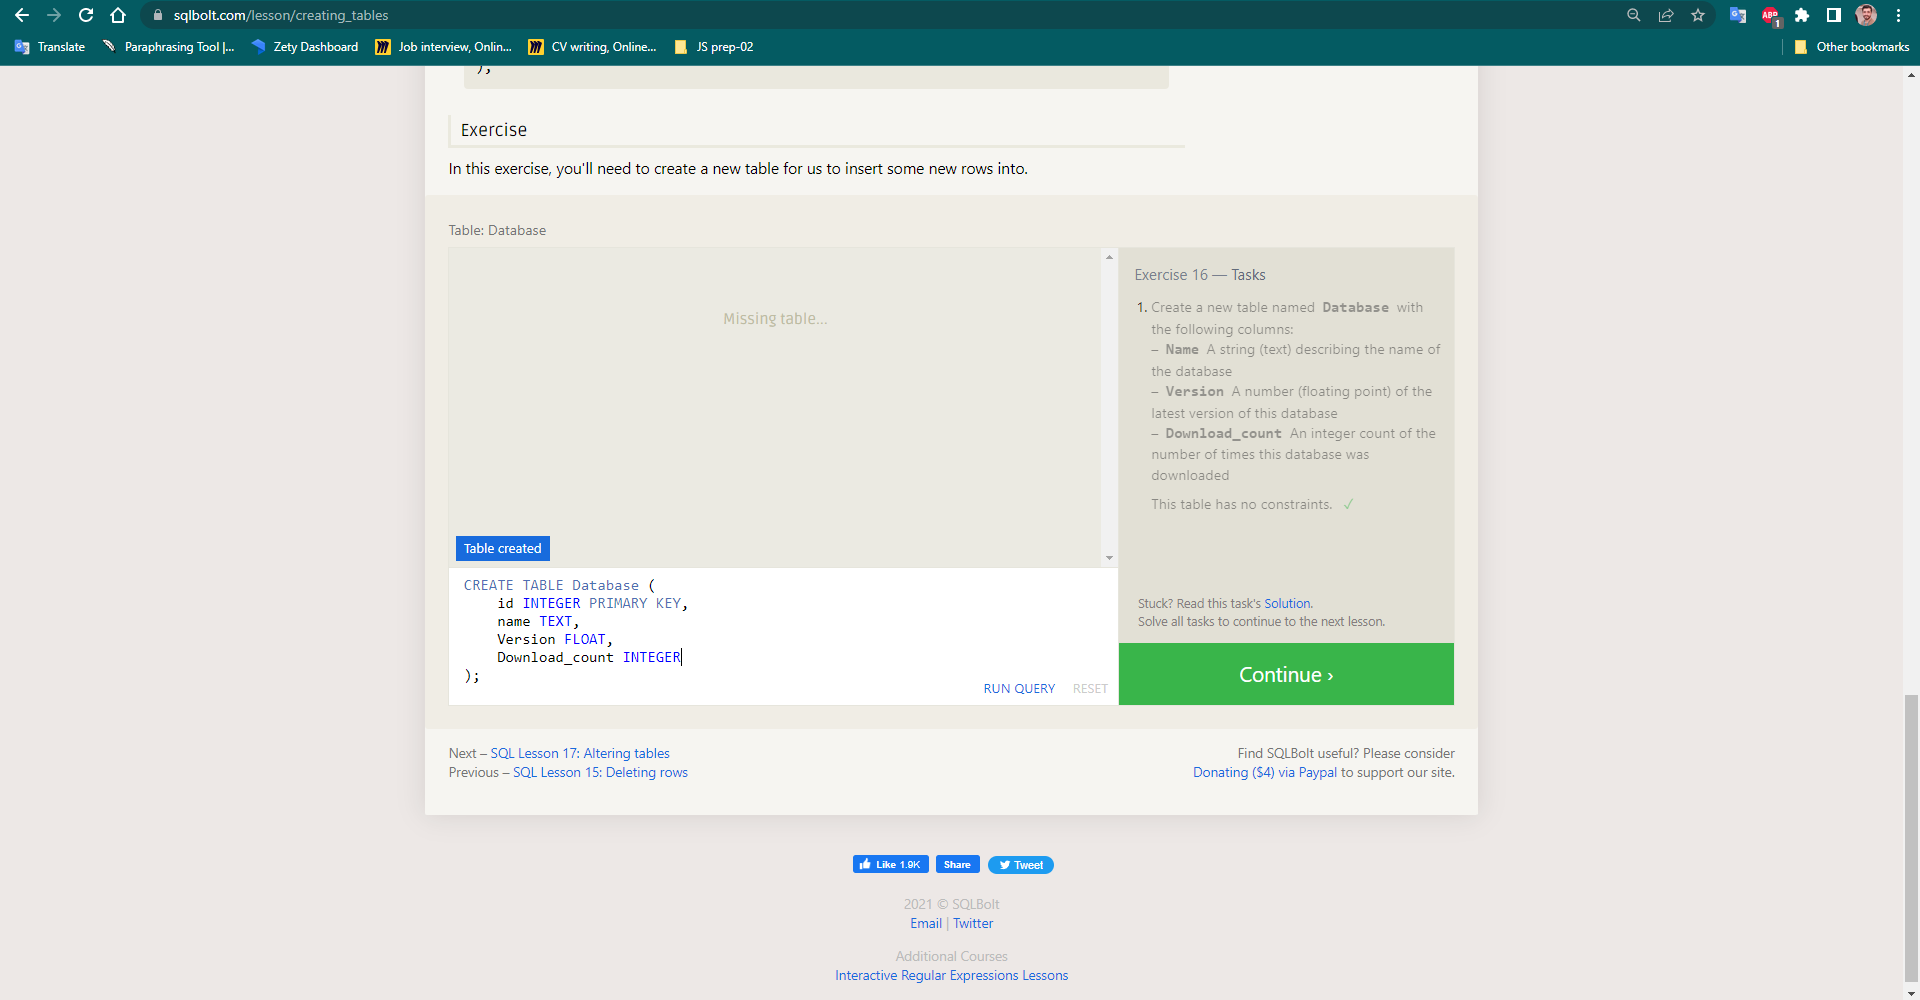 sqlbolt.com/lesson/creating_tables
1
Translate
Paraphrasing Tool |...
Zety Dashboard
Job interview, Onlin...
CV writing, Online...
JS prep-02
Other bookmarks
);
Exercise
In this exercise, you'll need to create a new table for us to insert some new rows into.
Table: Database
Missing table...
Table created
CREATE TABLE Database (
id INTEGER PRIMARY KEY,
name TEXT,
Version FLOAT,
Download_count INTEGER
);
RUN QUERY
RESET
Exercise 16 — Tasks
1. Create a new table named Database with
the following columns:
– Name A string (text) describing the name of
the database
– Version A number (floating point) of the
latest version of this database
– Download_count An integer count of the
number of times this database was
downloaded
This table has no constraints. ✓
Stuck? Read this task's Solution.
Solve all tasks to continue to the next lesson.
Continue ›
Next – SQL Lesson 17: Altering tables
Previous – SQL Lesson 15: Deleting rows
Find SQLBolt useful? Please consider
Donating ($4) via Paypal to support our site.
Like 1.9K
Share
Tweet
2021 © SQLBolt
Email | Twitter
Additional Courses
Interactive Regular Expressions Lessons